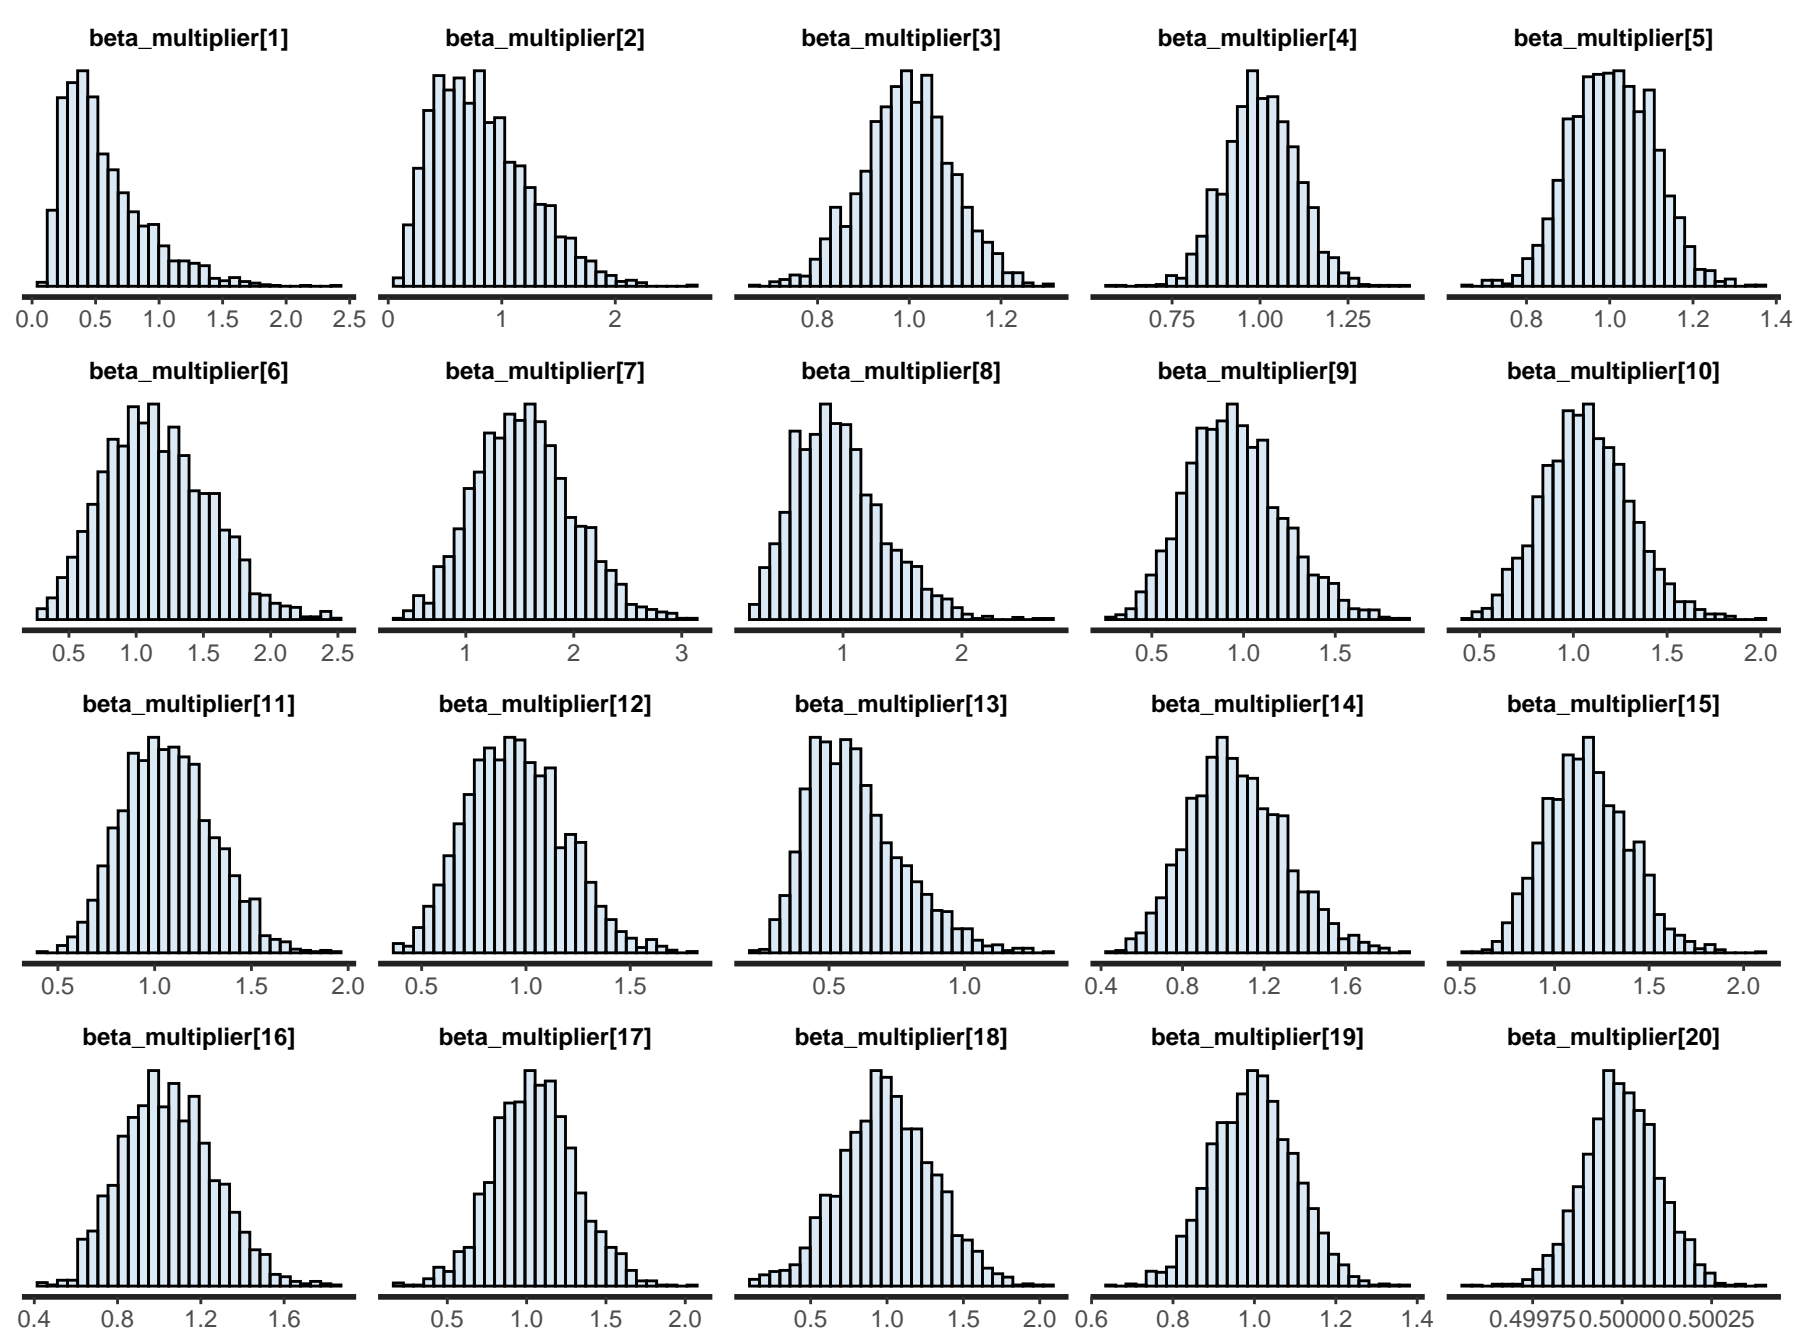 beta_multiplier[1] beta_multiplier[2] beta_multiplier[3] beta_multiplier[4] beta_multiplier[5]
0.0 0.5 1.0 1.5 2.0 2.5 0 1 2 0.8 1.0 1.2 0.75 1.00 1.25 0.8 1.0 1.2 1.4
beta_multiplier[6] beta_multiplier[7] beta_multiplier[8] beta_multiplier[9] beta_multiplier[10]
0.5 1.0 1.5 2.0 2.5 1 2 3 1 2 0.5 1.0 1.5 0.5 1.0 1.5 2.0
beta_multiplier[11] beta_multiplier[12] beta_multiplier[13] beta_multiplier[14] beta_multiplier[15]
0.5 1.0 1.5 2.0 0.5 1.0 1.5 0.5 1.0 0.4 0.8 1.2 1.6 0.5 1.0 1.5 2.0
beta_multiplier[16] beta_multiplier[17] beta_multiplier[18] beta_multiplier[19] beta_multiplier[20]
0.4 0.8 1.2 1.6 0.5 1.0 1.5 2.0 0.5 1.0 1.5 2.0 0.6 0.8 1.0 1.2 1.4 0.49975 0.50000 0.50025